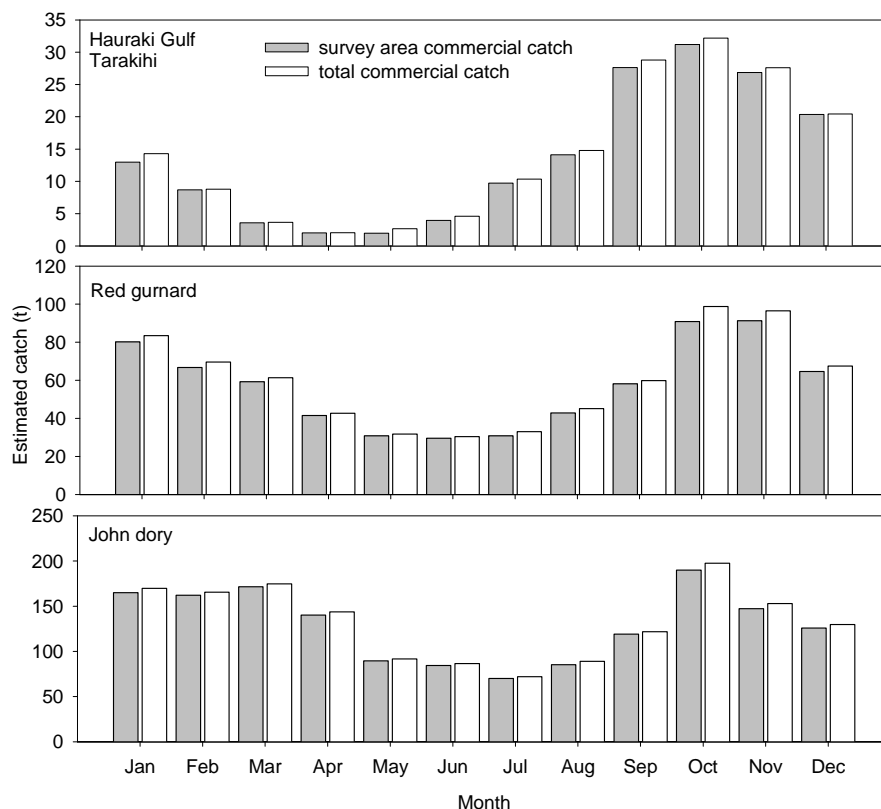 Hauraki Gulf
Tarakihi
survey area commercial catch
total commercial catch
35
30
25
20
15
10
5
0
Red gurnard
120
100
80
60
40
20
0
Estimated catch (t)
John dory
250
200
150
100
50
0
Jan Feb Mar Apr May Jun Jul Aug Sep Oct Nov Dec
Month